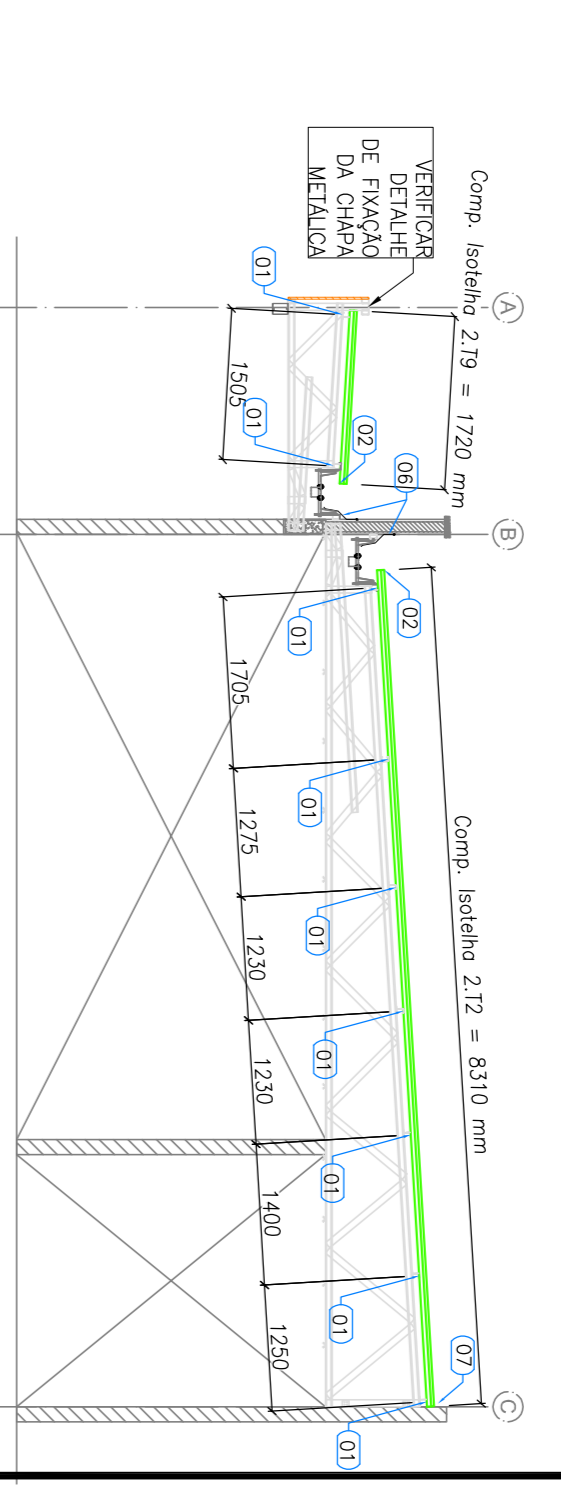 Comp. Isotelha 2.T9 = 1720 mm
VERIFICAR
DETALHE
DE FIXAÇÃO
DA CHAPA
METÁLICA
A
B
C
01
1505
01
02
06
02
Comp. Isotelha 2.T2 = 8310 mm
07
01
01
01
01
01
01
01
1705
1275
1230
1230
1400
1250